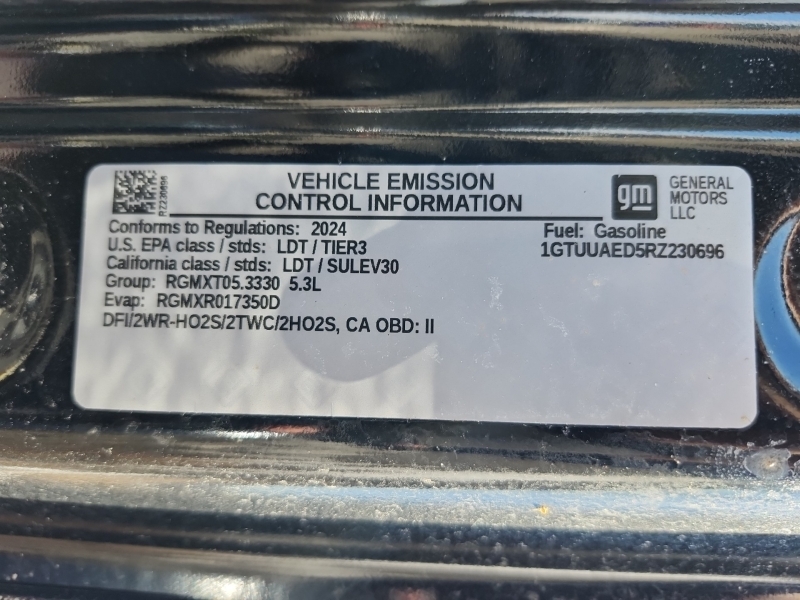 VEHICLE EMISSION
CONTROL INFORMATION
gm
GENERAL
MOTORS
LLC
RZ230696
Conforms to Regulations: 2024
U.S. EPA class / stds: LDT / TIER3
California class / stds: LDT / SULEV30
Group: RGMXT05.3330 5.3L
Evap: RGMXR017350D
DFI/2WR-HO2S/2TWC/2HO2S, CA OBD: II
Fuel: Gasoline
1GTUUAED5RZ230696